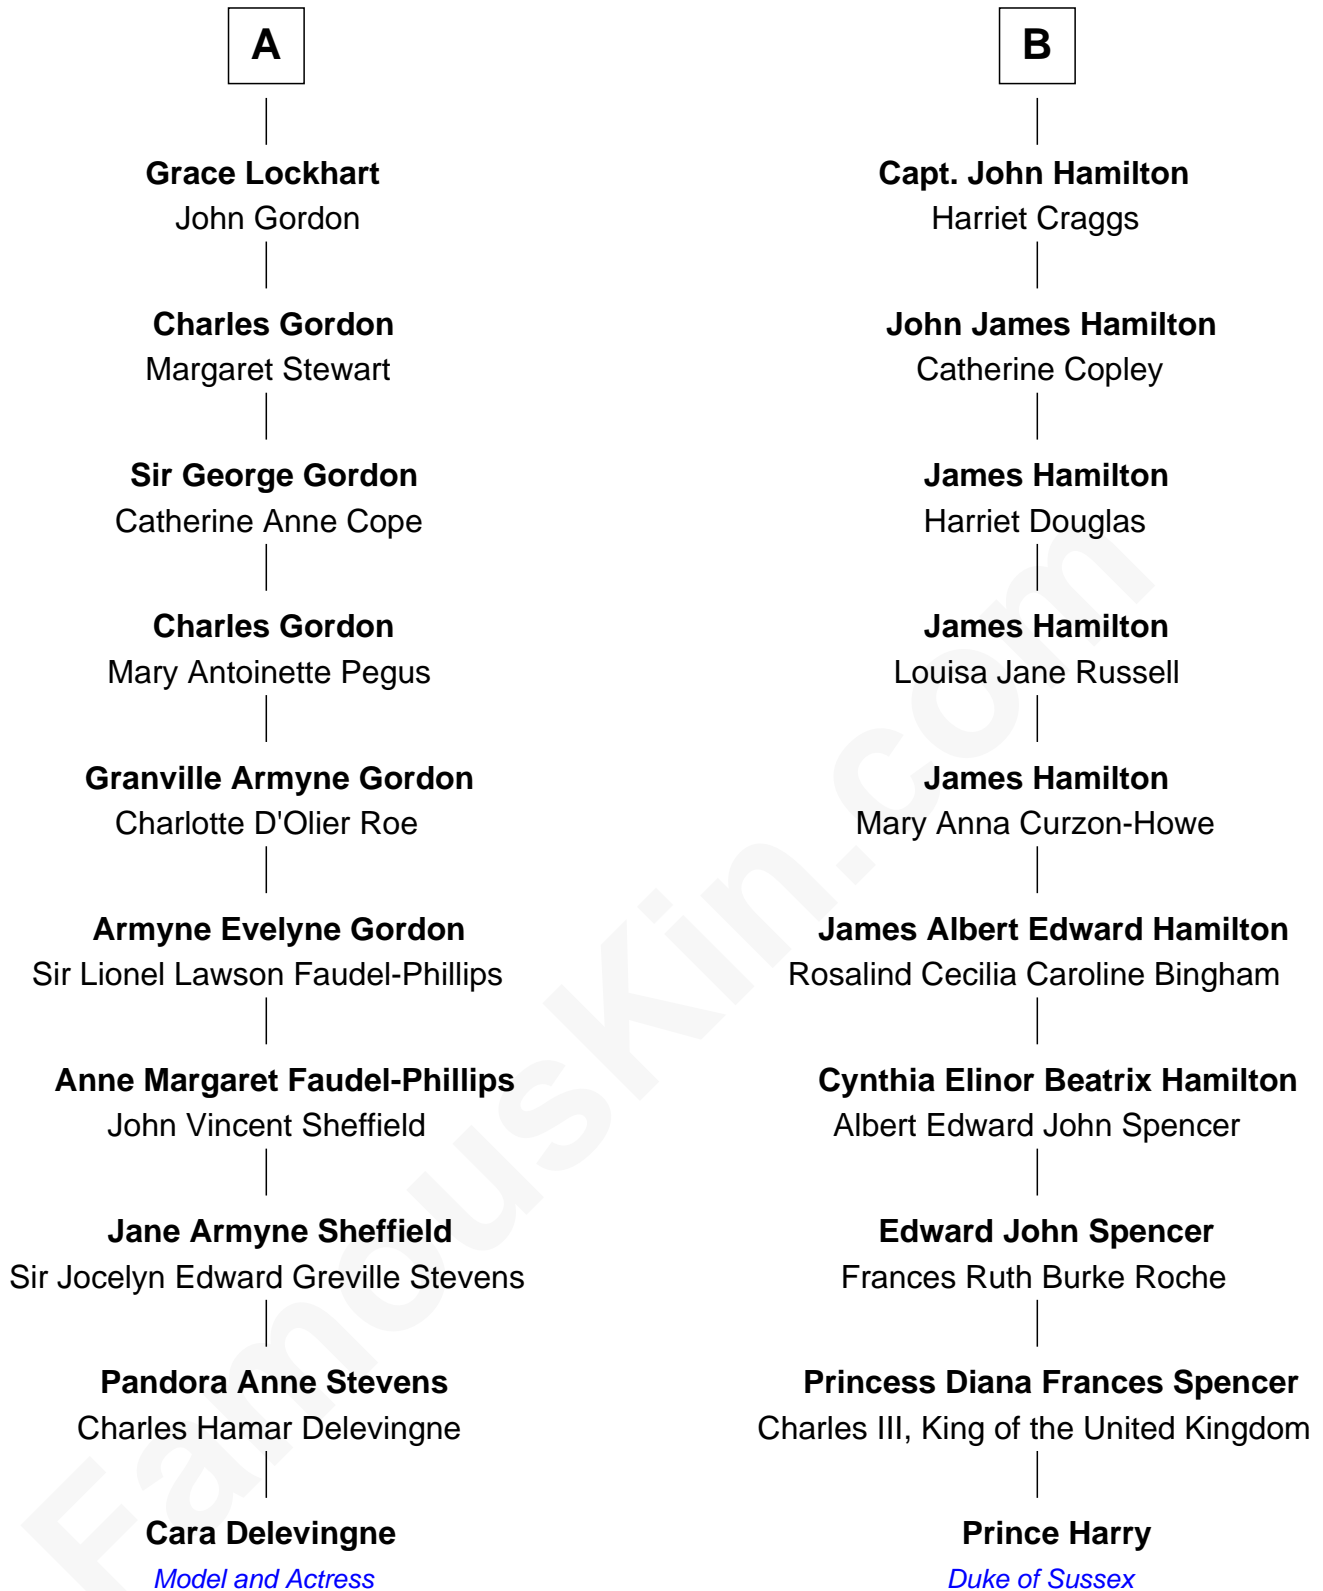 A
Grace Lockhart
John Gordon
Charles Gordon
Margaret Stewart
Sir George Gordon
Catherine Anne Cope
Charles Gordon
Mary Antoinette Pegus
Granville Armyne Gordon
Charlotte D'Olier Roe
Armyne Evelyne Gordon
Sir Lionel Lawson Faudel-Phillips
Anne Margaret Faudel-Phillips
John Vincent Sheffield
Jane Armyne Sheffield
Sir Jocelyn Edward Greville Stevens
Pandora Anne Stevens
Charles Hamar Delevingne
Cara Delevingne
Model and Actress
B
Capt. John Hamilton
Harriet Craggs
John James Hamilton
Catherine Copley
James Hamilton
Harriet Douglas
James Hamilton
Louisa Jane Russell
James Hamilton
Mary Anna Curzon-Howe
James Albert Edward Hamilton
Rosalind Cecilia Caroline Bingham
Cynthia Elinor Beatrix Hamilton
Albert Edward John Spencer
Edward John Spencer
Frances Ruth Burke Roche
Princess Diana Frances Spencer
Charles III, King of the United Kingdom
Prince Harry
Duke of Sussex
FamousKin.com